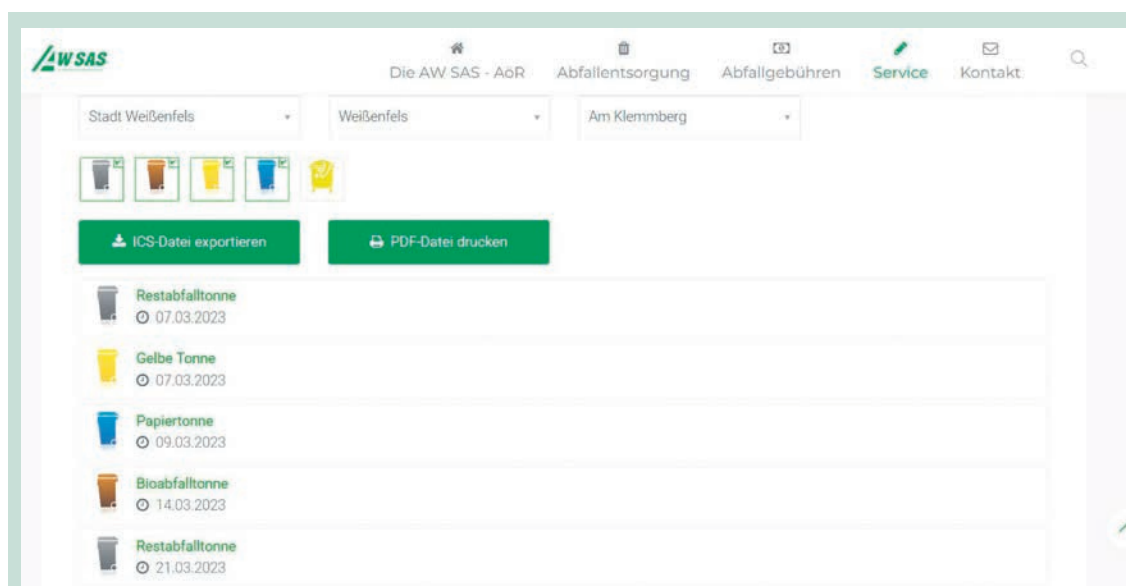 AW SAS
Die AW SAS - AöR
Abfallentsorgung
Abfallgebühren
Service
Kontakt
Stadt Weißenfels
Weißenfels
Am Klemmberg
ICS-Datei exportieren
PDF-Datei drucken
Restabfalltonne
07.03.2023
Gelbe Tonne
07.03.2023
Papiertonne
09.03.2023
Bioabfalltonne
14.03.2023
Restabfalltonne
21.03.2023